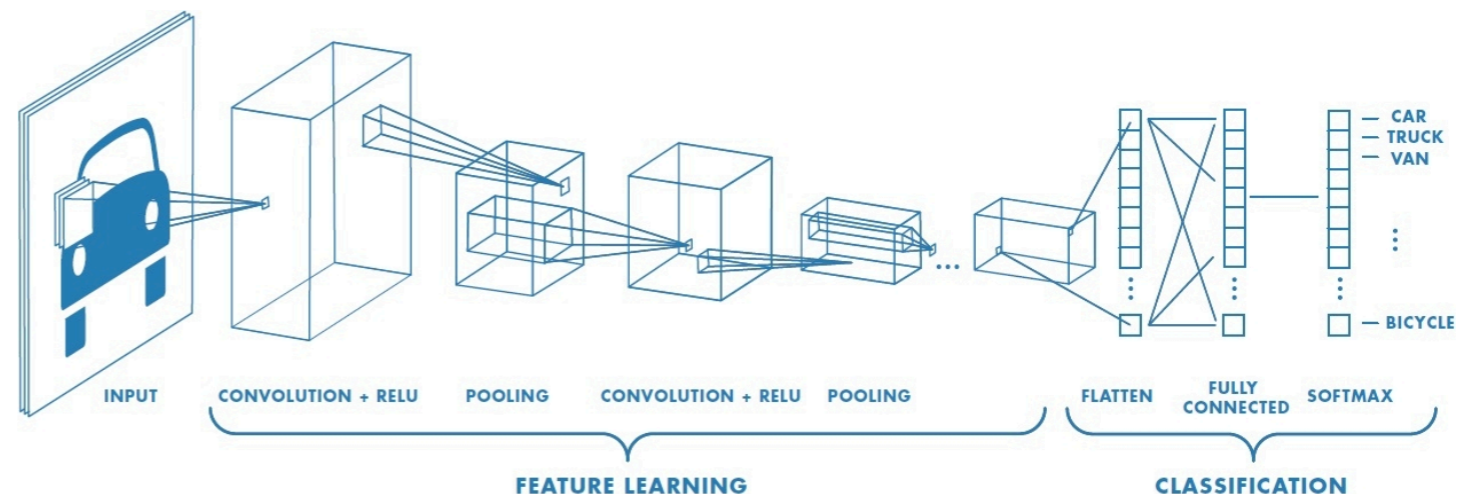 CAR
TRUCK
VAN
BICYCLE
INPUT
CONVOLUTION + RELU
POOLING
CONVOLUTION + RELU
POOLING
FLATTEN
FULLY
CONNECTED
SOFTMAX
FEATURE LEARNING
CLASSIFICATION